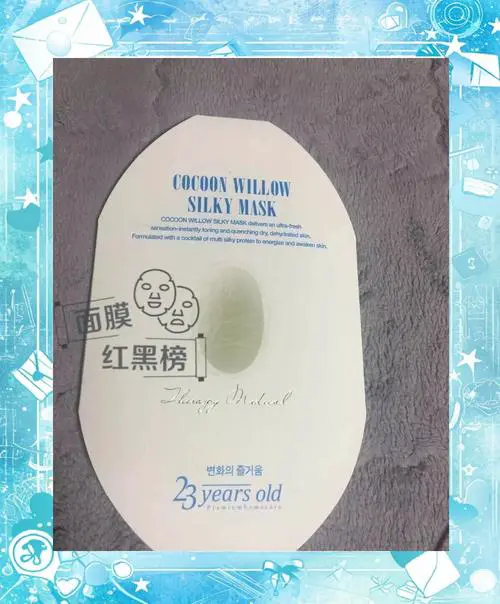 COCOON WILLOW
SILKY MASK
COCOON WILLOW SILKY MASK delivers an ultra-fresh
sensation-instantly toning and quenching dry, dehydrated skin.
Formulated with a cocktail of multi silky protein to energize and awaken skin.
面膜
红黑榜
Therapy Medical
변화의 즐거움
23 years old
PremiumHomecare